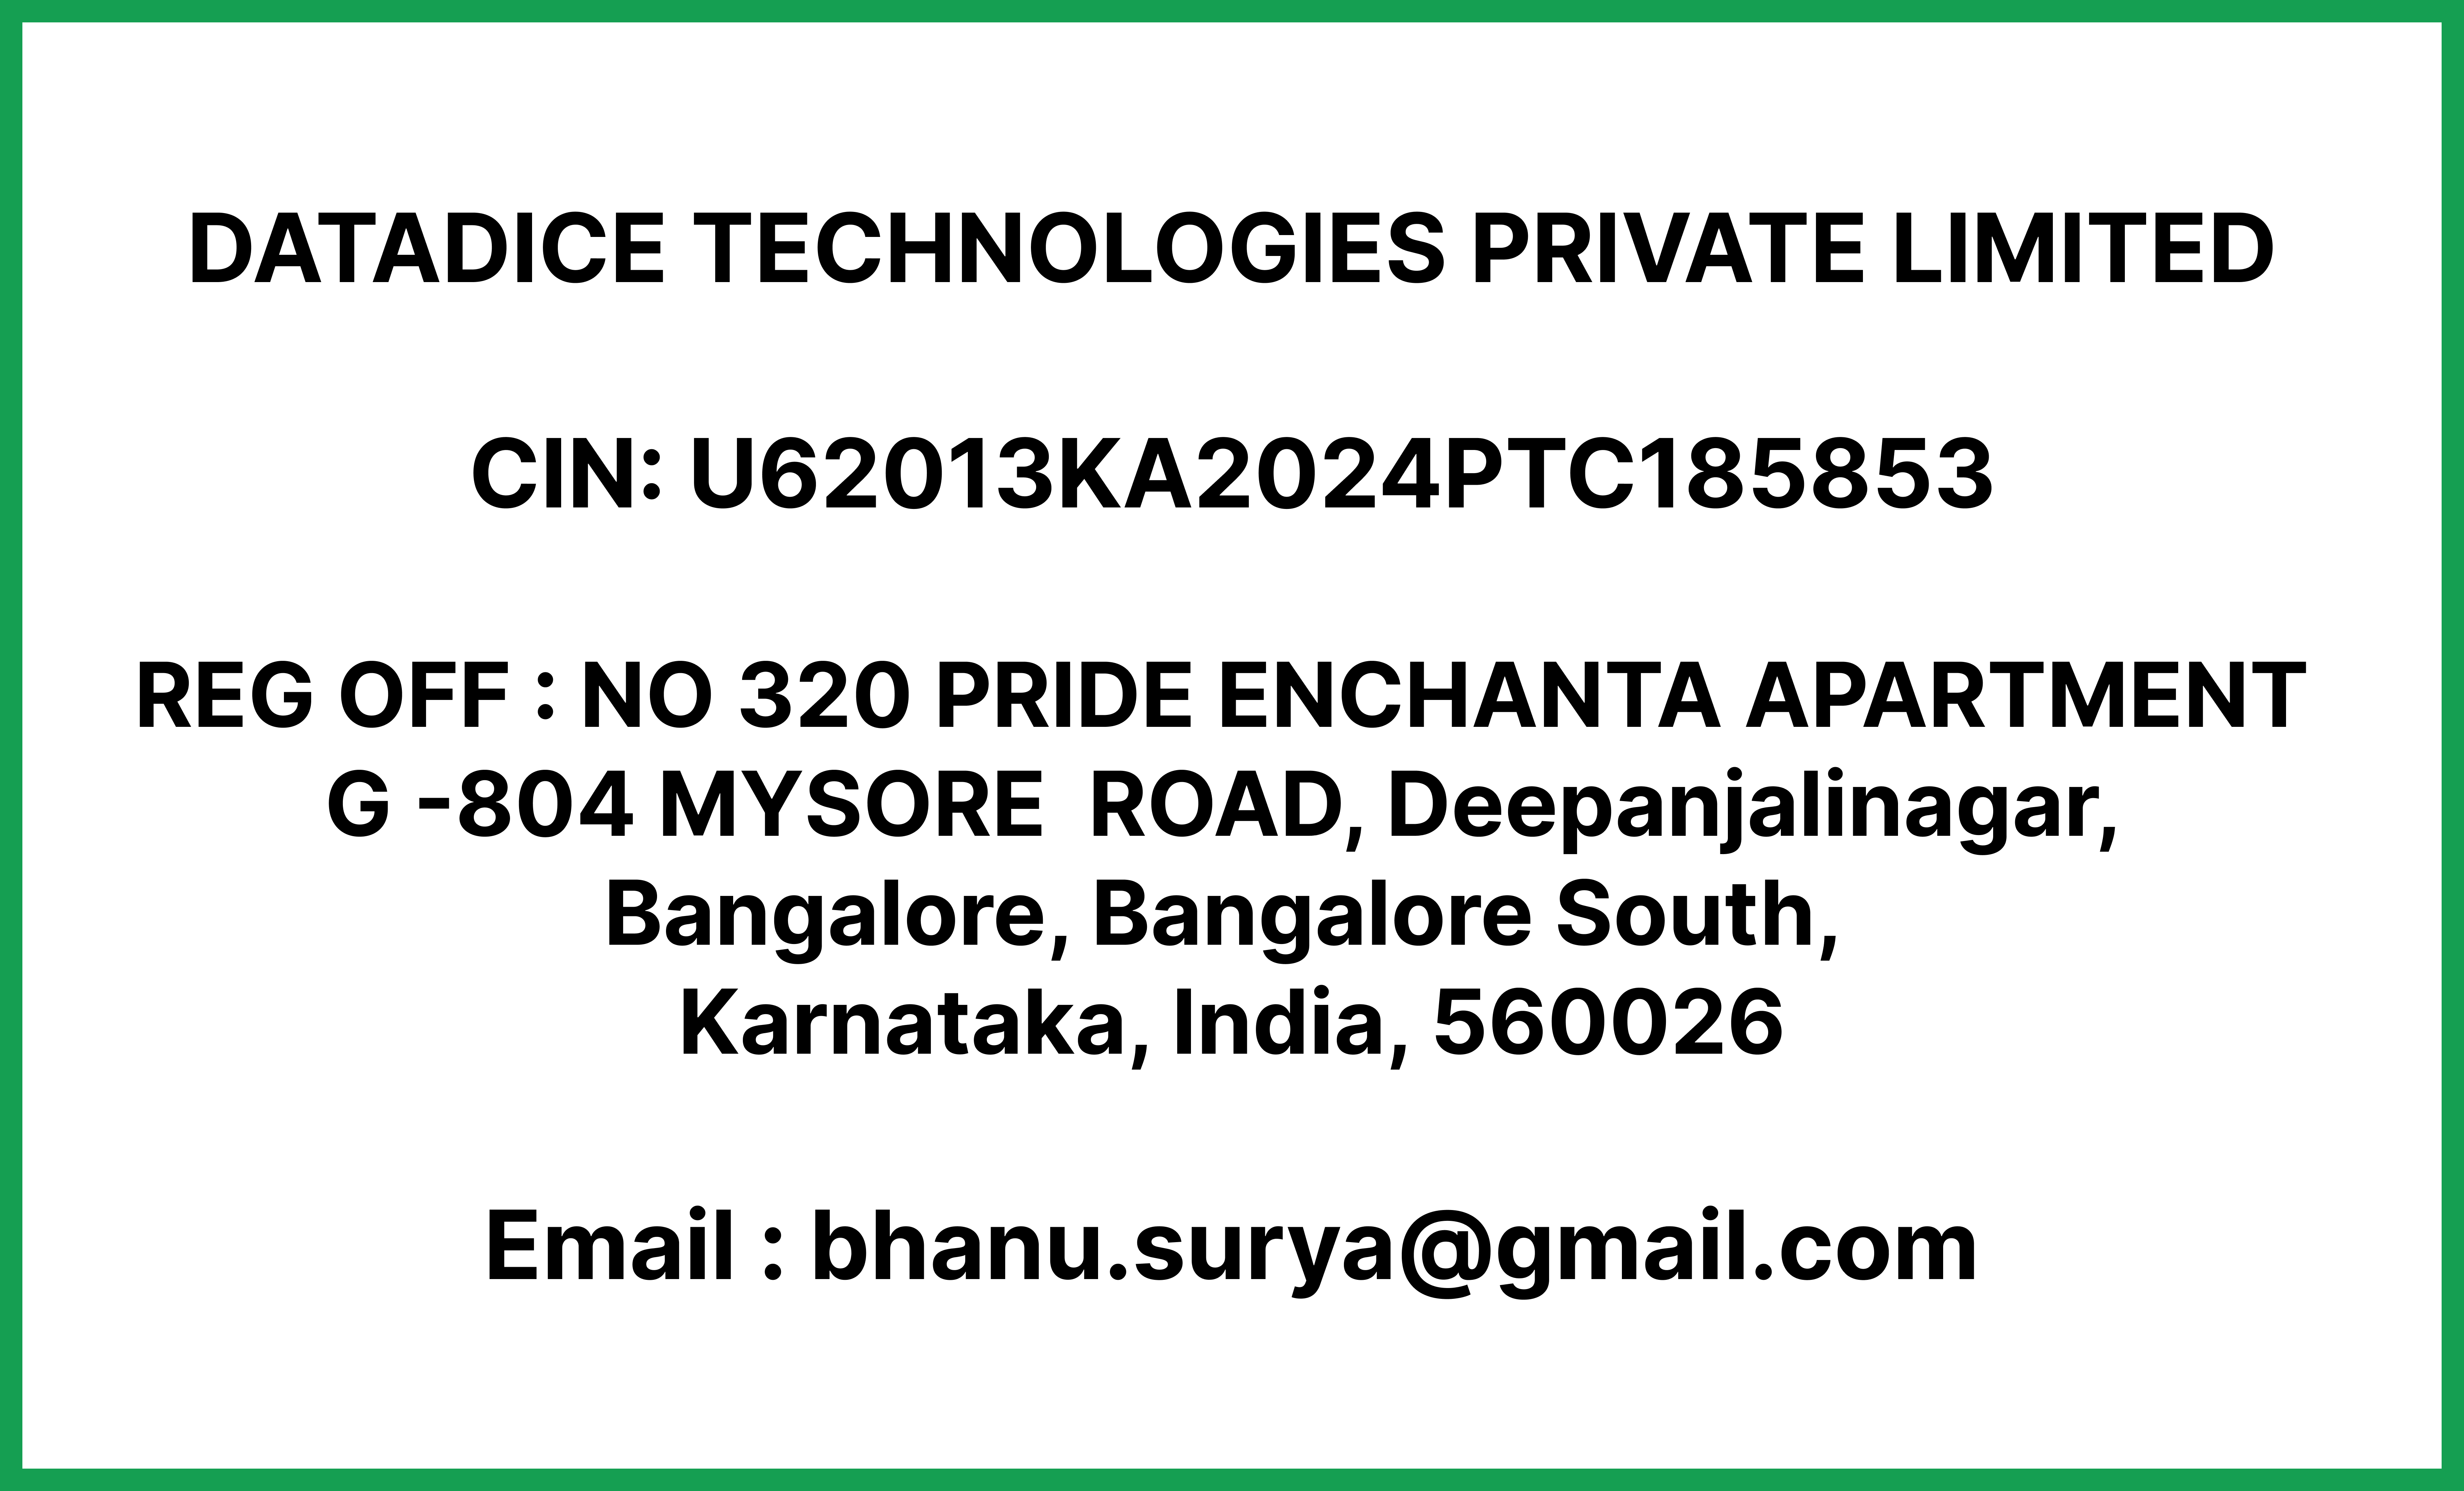 DATADICE TECHNOLOGIES PRIVATE LIMITED
CIN: U62013KA2024PTC185853
REG OFF : NO 320 PRIDE ENCHANTA APARTMENT
G -804 MYSORE  ROAD, Deepanjalinagar,
Bangalore, Bangalore South,
Karnataka, India, 560026
Email : bhanu.surya@gmail.com